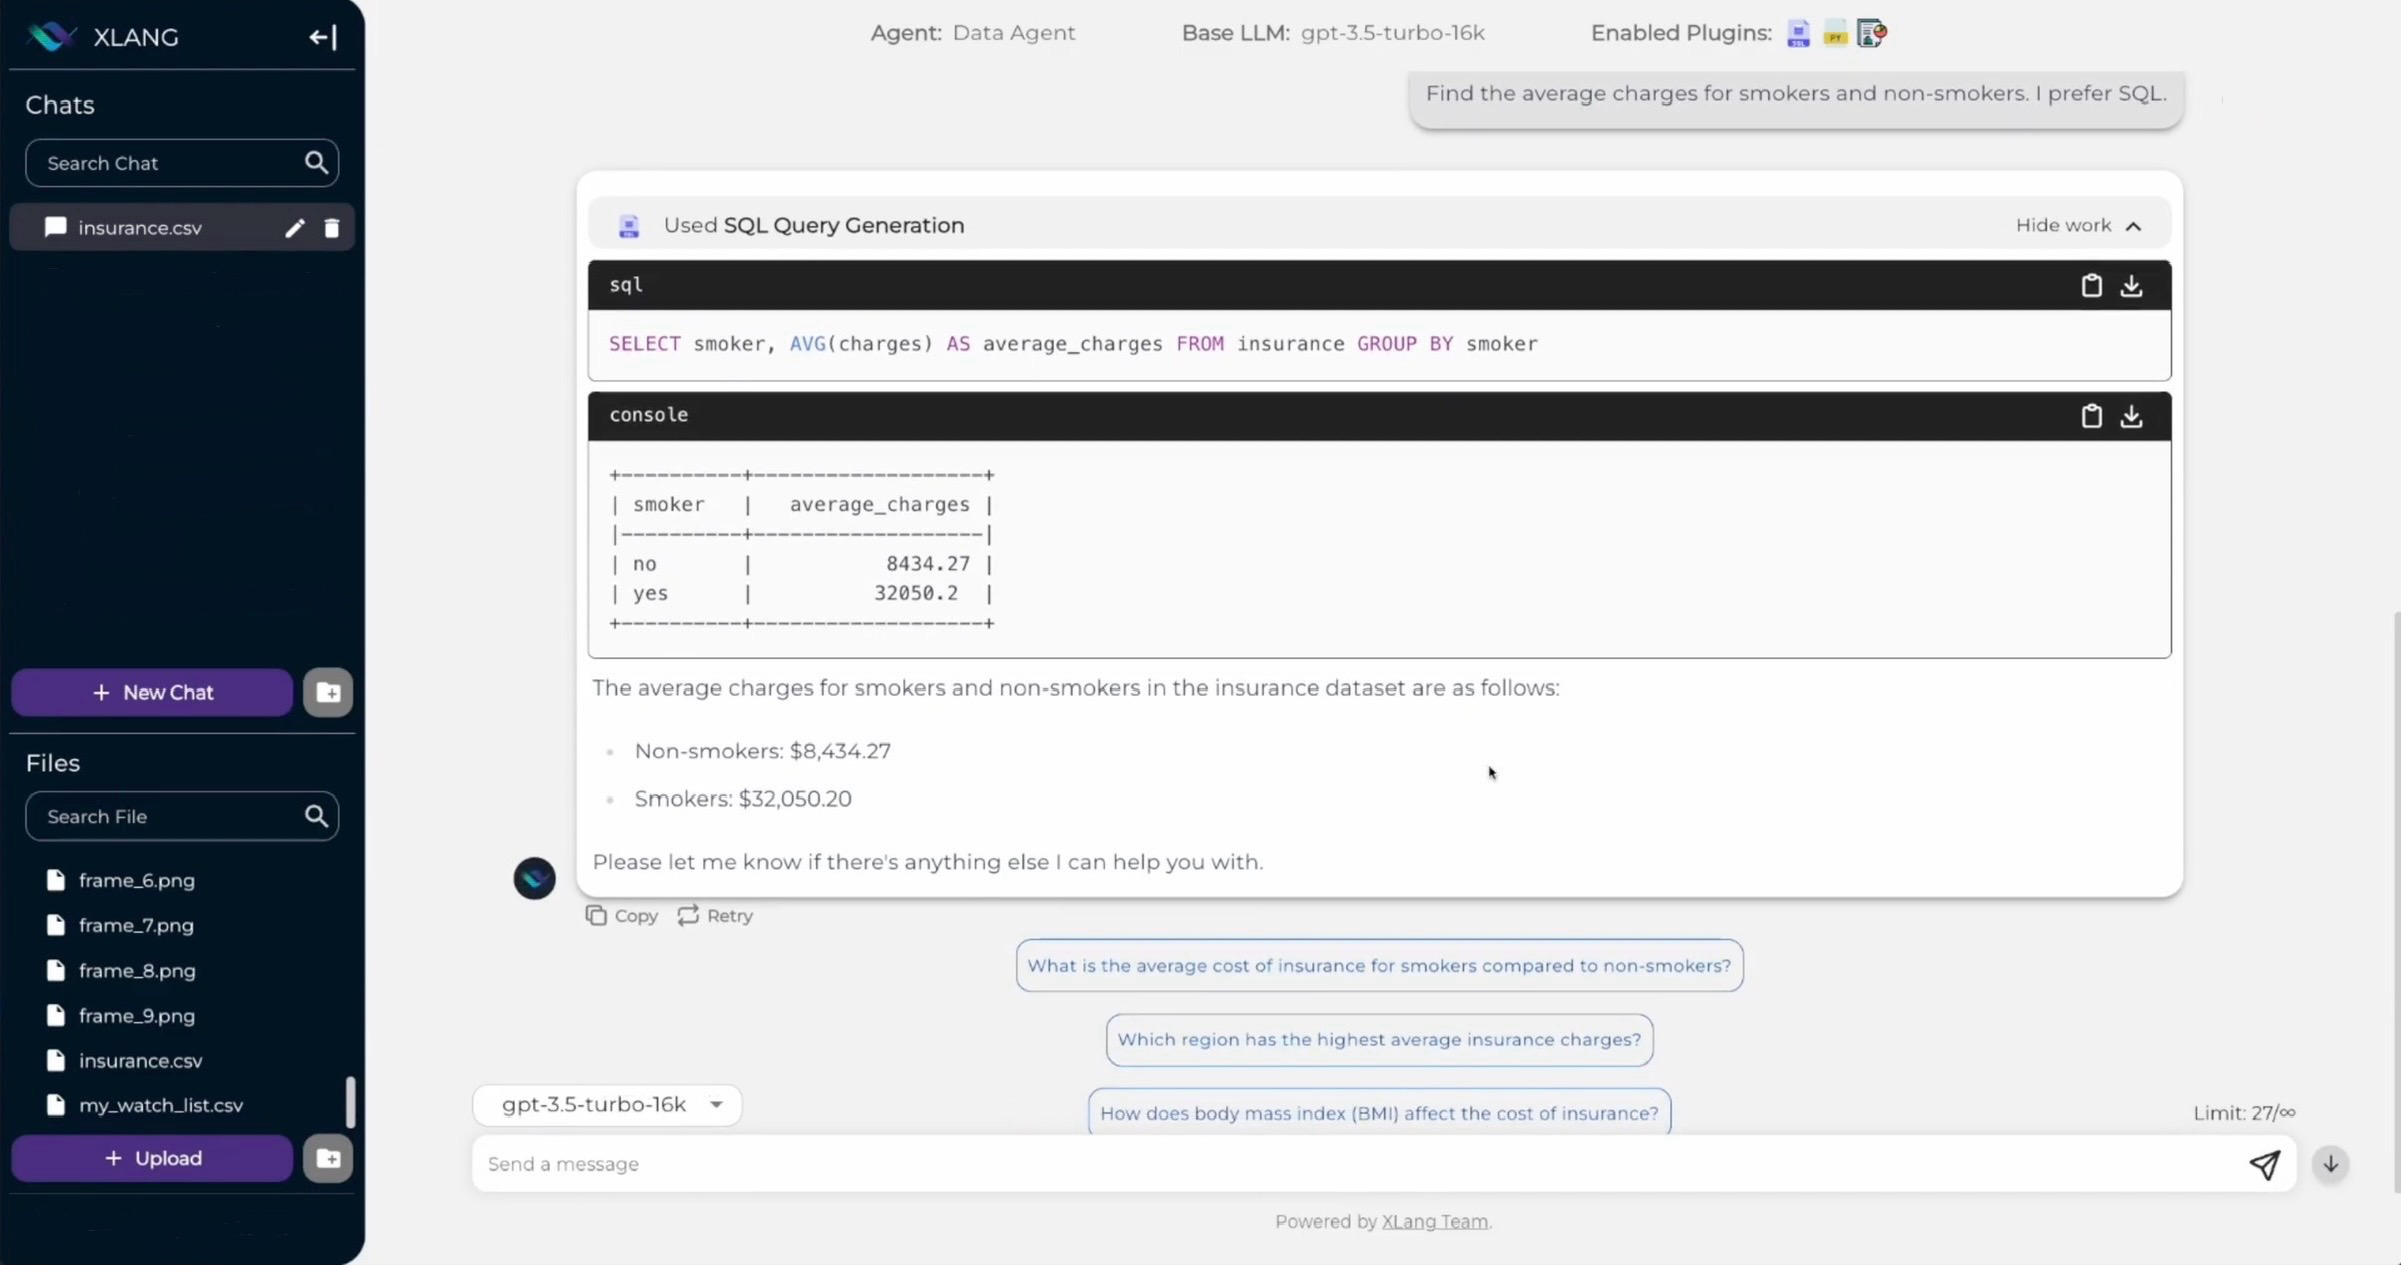 XLANG
Chats
Search Chat
insurance.csv
+ New Chat
Files
Search File
frame_6.png
frame_7.png
frame_8.png
frame_9.png
insurance.csv
my_watch_list.csv
+ Upload
Agent: Data Agent
Base LLM: gpt-3.5-turbo-16k
Enabled Plugins:
SQL
PY
Find the average charges for smokers and non-smokers. I prefer SQL.
Used SQL Query Generation
Hide work
sql
SELECT smoker, AVG(charges) AS average_charges FROM insurance GROUP BY smoker
console
+----------+-------------------+
| smoker   |   average_charges |
|----------+-------------------|
| no       |           8434.27 |
| yes      |          32050.2  |
+----------+-------------------+
The average charges for smokers and non-smokers in the insurance dataset are as follows:
• Non-smokers: $8,434.27
• Smokers: $32,050.20
Please let me know if there's anything else I can help you with.
Copy
Retry
What is the average cost of insurance for smokers compared to non-smokers?
Which region has the highest average insurance charges?
How does body mass index (BMI) affect the cost of insurance?
gpt-3.5-turbo-16k
Limit: 27/∞
Send a message
Powered by XLang Team.